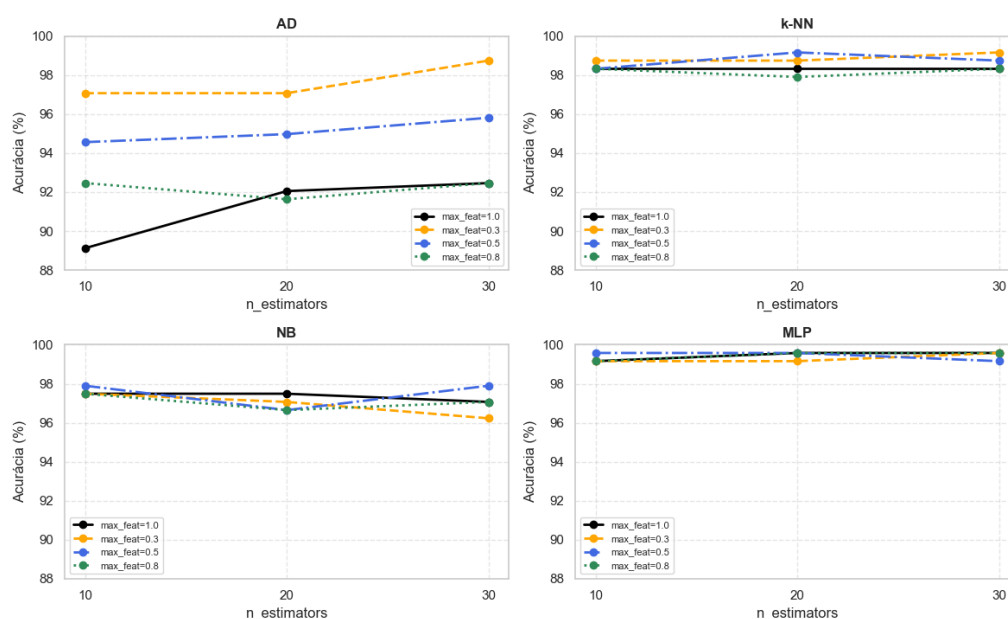 AD
100
98
96
94
92
90
88
Acurácia (%)
max_feat=1.0
max_feat=0.3
max_feat=0.5
max_feat=0.8
10 20 30
n_estimators
k-NN
100
98
96
94
92
90
88
Acurácia (%)
max_feat=1.0
max_feat=0.3
max_feat=0.5
max_feat=0.8
10 20 30
n_estimators
NB
100
98
96
94
92
90
88
Acurácia (%)
max_feat=1.0
max_feat=0.3
max_feat=0.5
max_feat=0.8
10 20 30
n_estimators
MLP
100
98
96
94
92
90
88
Acurácia (%)
max_feat=1.0
max_feat=0.3
max_feat=0.5
max_feat=0.8
10 20 30
n_estimators